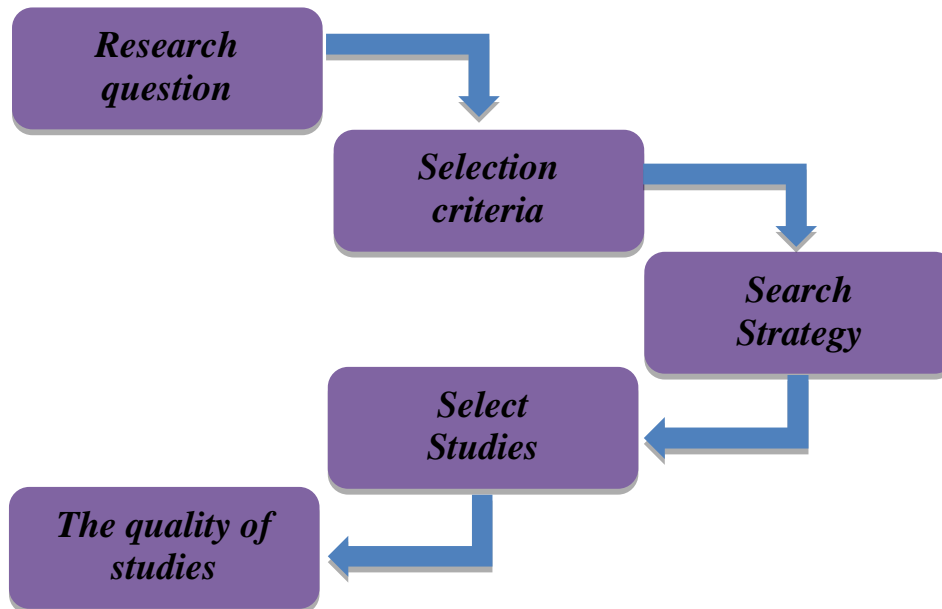 Research
question
Selection
criteria
Search
Strategy
Select
Studies
The quality of
studies